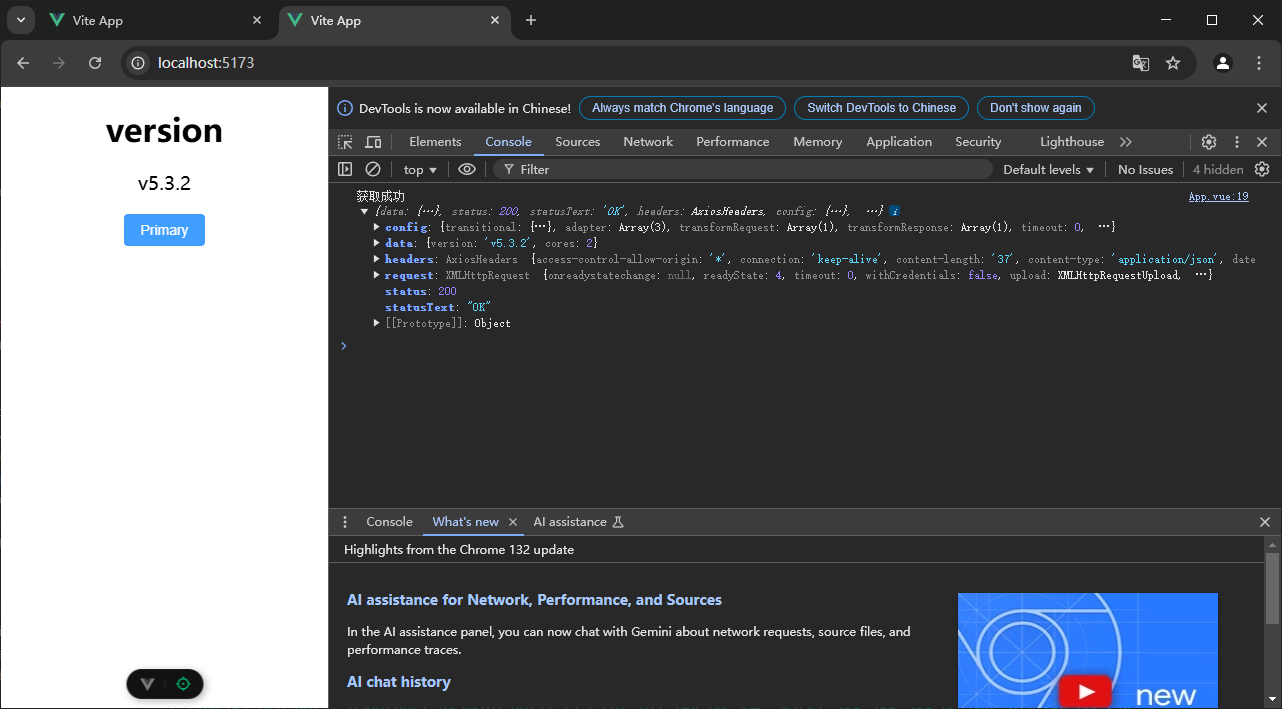 Vite App
Vite App
localhost:5173
version
v5.3.2
Primary
DevTools is now available in Chinese! Always match Chrome's language Switch DevTools to Chinese Don't show again
Elements Console Sources Network Performance Memory Application Security Lighthouse
top Filter Default levels No Issues 4 hidden
获取成功 App.vue:19
{data: {…}, status: 200, statusText: 'OK', headers: AxiosHeaders, config: {…}, …} i
config: {transitional: {…}, adapter: Array(3), transformRequest: Array(1), transformResponse: Array(1), timeout: 0, …}
data: {version: 'v5.3.2', cores: 2}
headers: AxiosHeaders {access-control-allow-origin: '*', connection: 'keep-alive', content-length: '37', content-type: 'application/json', date
request: XMLHttpRequest {onreadystatechange: null, readyState: 4, timeout: 0, withCredentials: false, upload: XMLHttpRequestUpload, …}
status: 200
statusText: "OK"
[[Prototype]]: Object
Console What's new AI assistance
Highlights from the Chrome 132 update
AI assistance for Network, Performance, and Sources
In the AI assistance panel, you can now chat with Gemini about network requests, source files, and
performance traces.
AI chat history
new